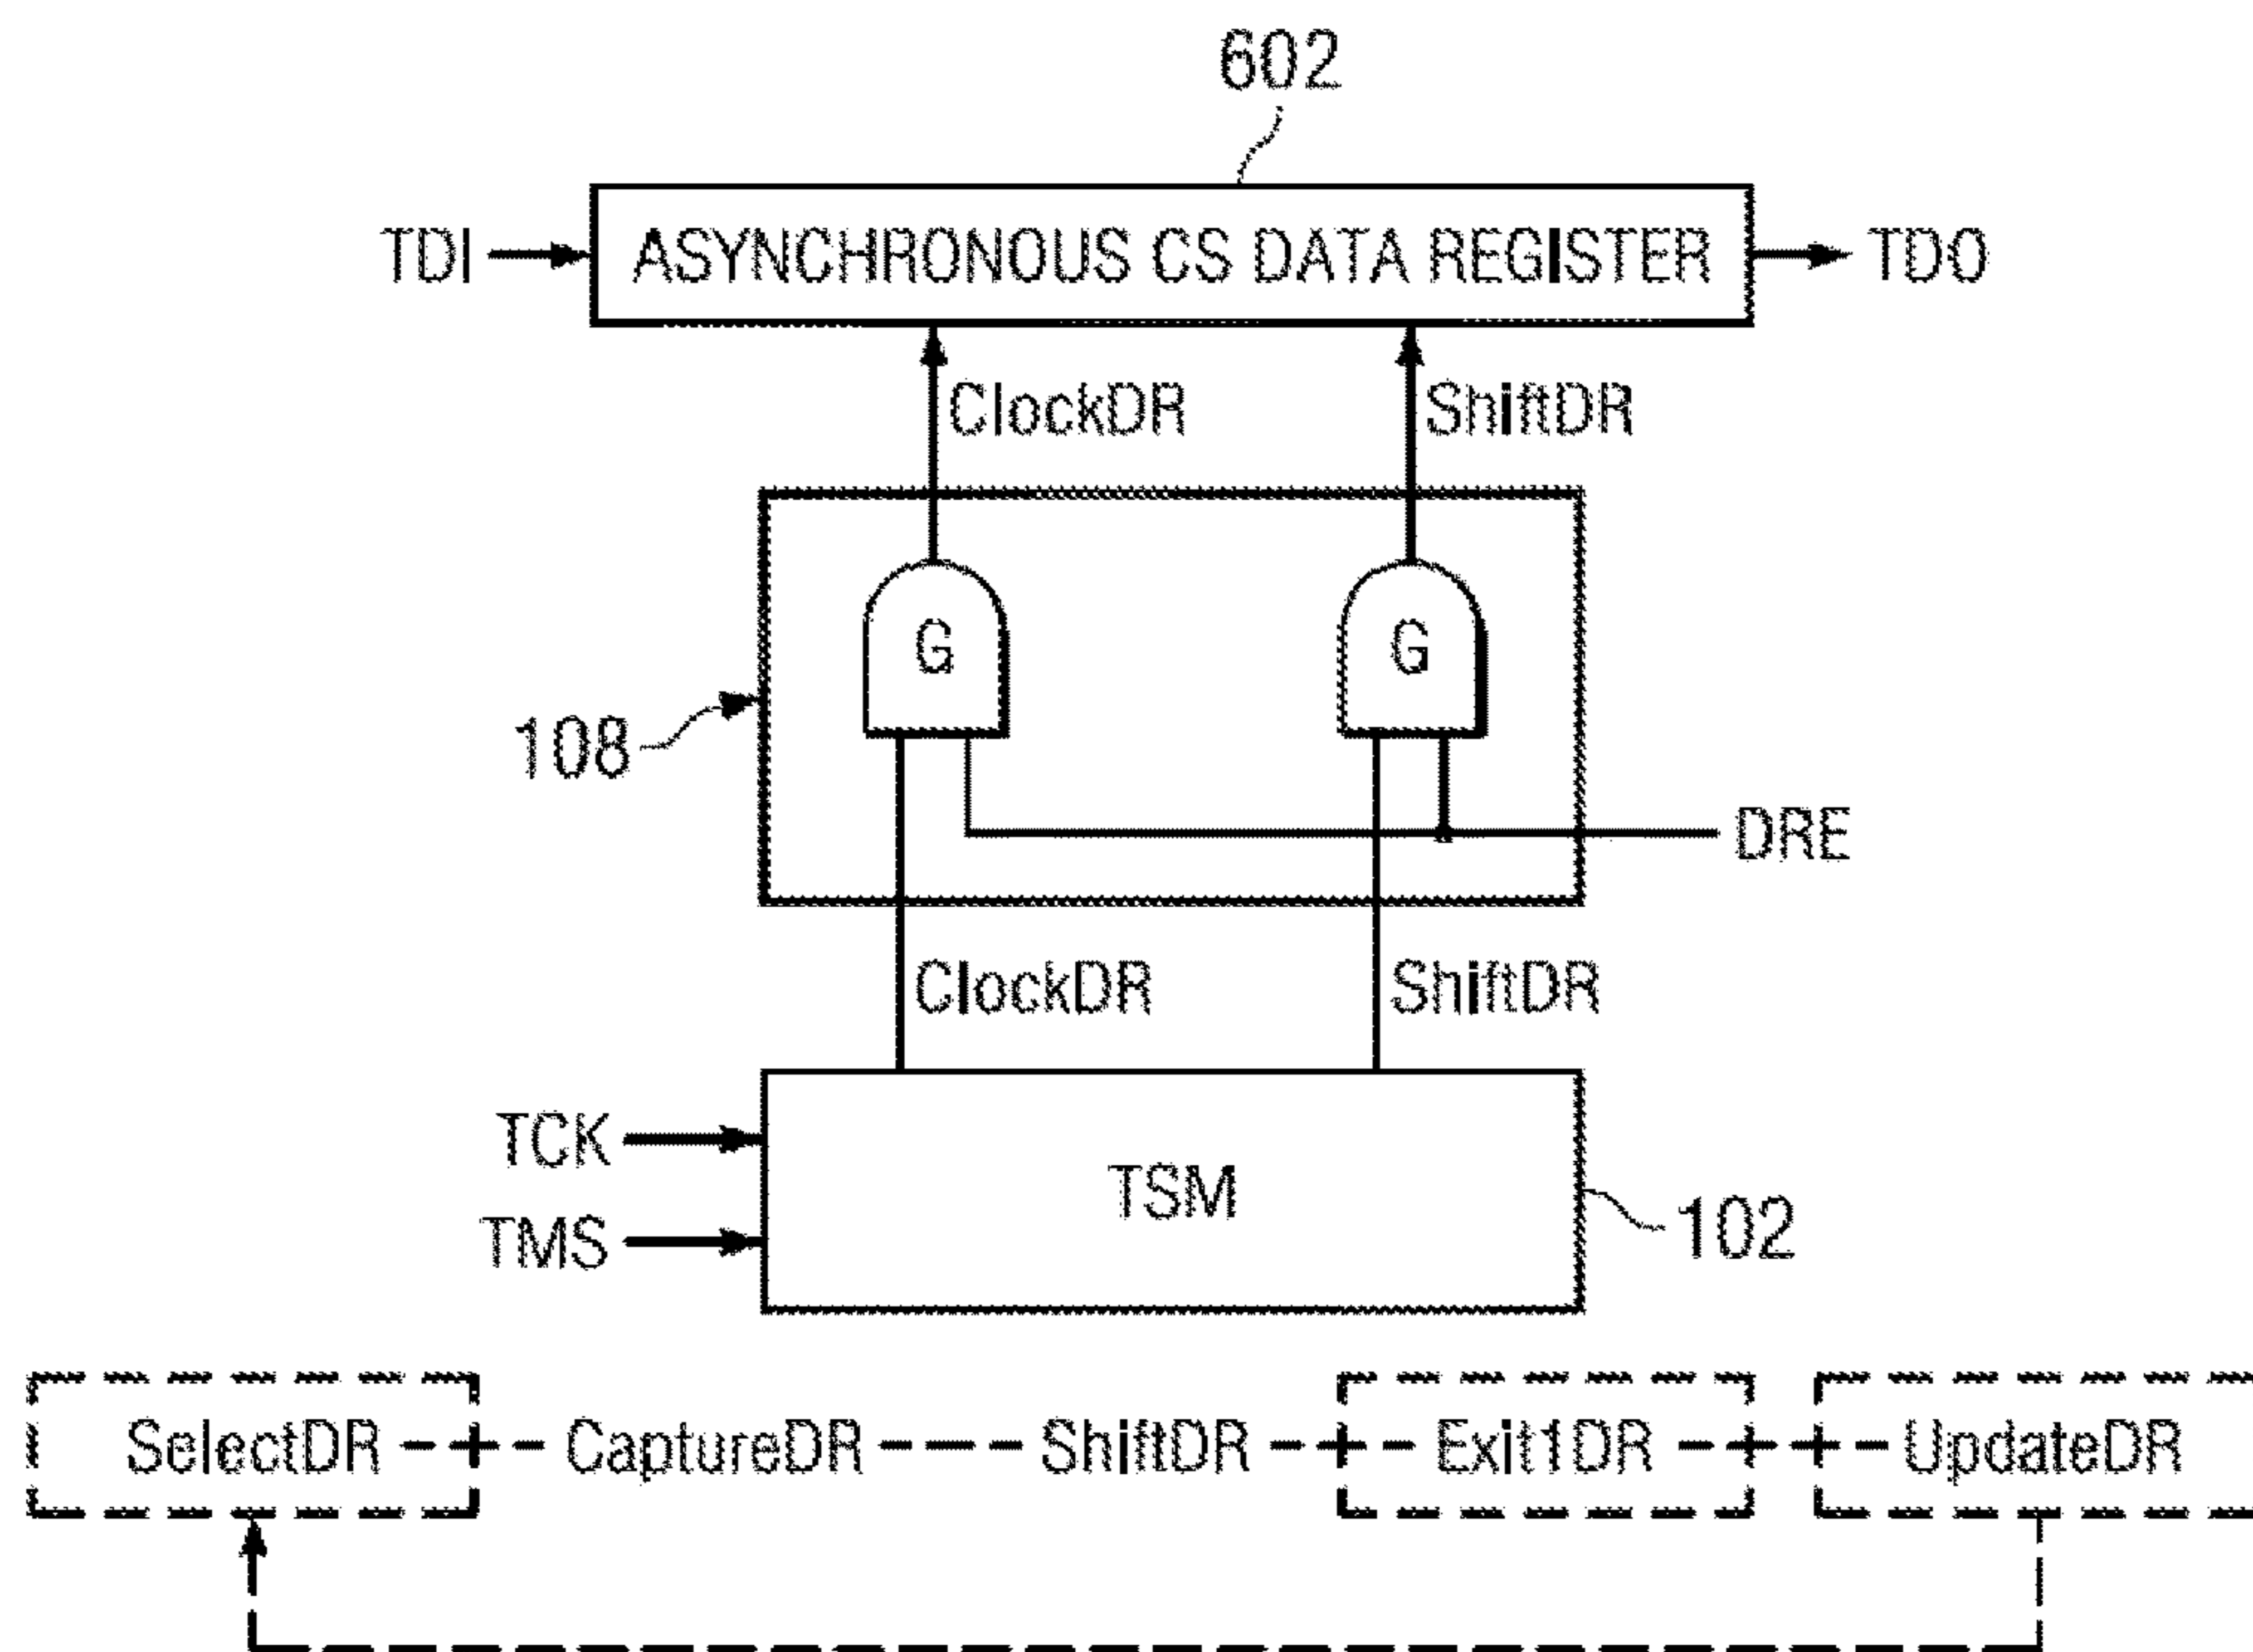 602
TDI ASYNCHRONOUS CS DATA REGISTER TDO
ClockDR ShiftDR
G G
108
DRE
ClockDR ShiftDR
TCK
TSM
TMS
102
SelectDR CaptureDR ShiftDR Exit1DR UpdateDR